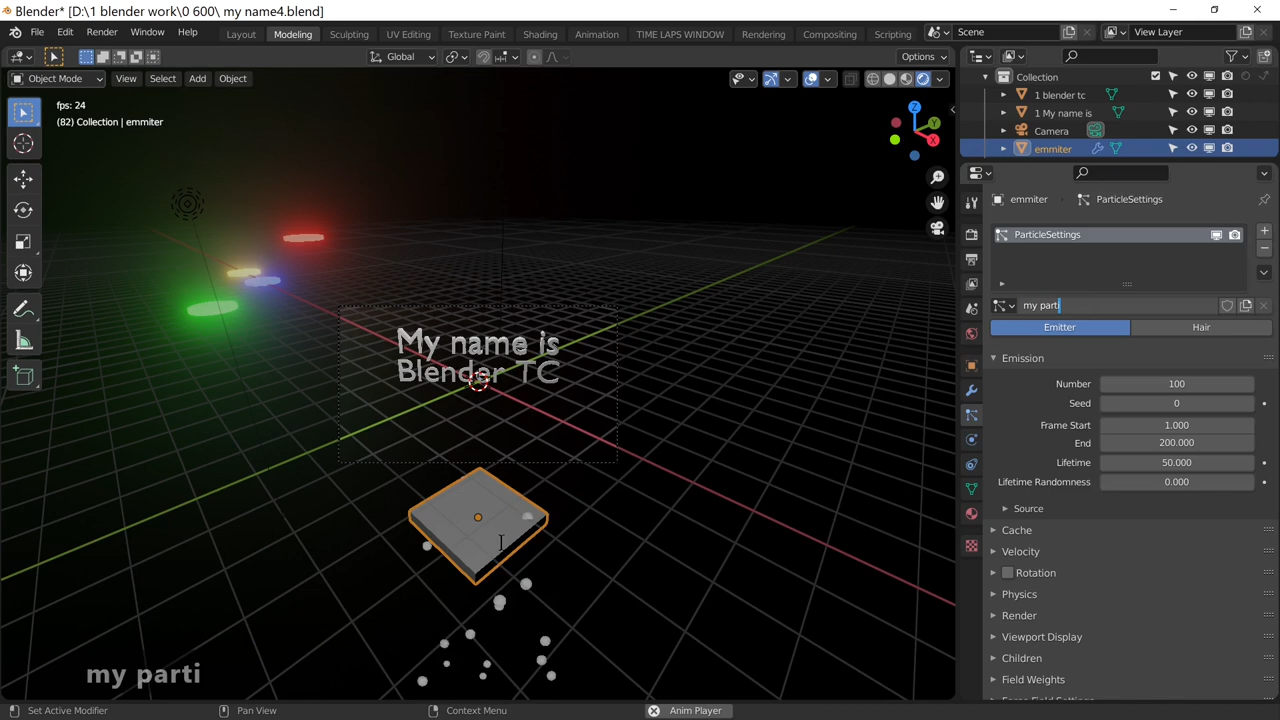 Blender* [D:\1 blender work\0 600\ my name4.blend]
File Edit Render Window Help Layout Modeling Sculpting UV Editing Texture Paint Shading Animation TIME LAPS WINDOW Rendering Compositing Scripting Scene View Layer
Global Options
Object Mode View Select Add Object
fps: 24
(82) Collection | emmiter
Z
Y
X
My name is
Blender TC
my parti
Collection
1 blender tc
1 My name is
Camera
emmiter
emmiter ParticleSettings
ParticleSettings
my parti
Emitter Hair
Emission
Number 100
Seed 0
Frame Start 1.000
End 200.000
Lifetime 50.000
Lifetime Randomness 0.000
Source
Cache
Velocity
Rotation
Physics
Render
Viewport Display
Children
Field Weights
Force Field Settings
Set Active Modifier Pan View Context Menu Anim Player